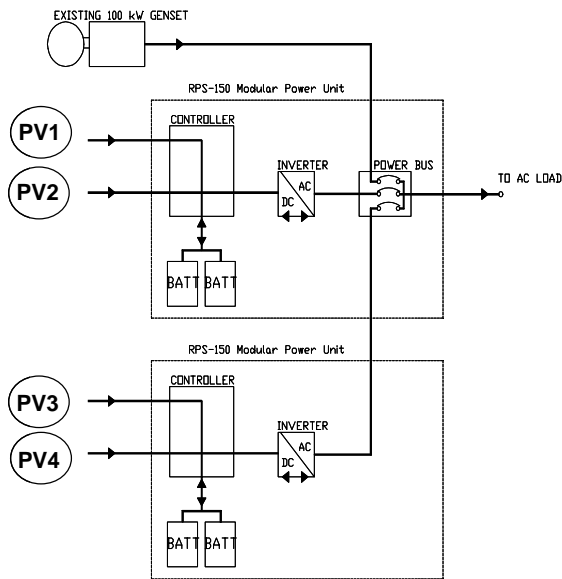 EXISTING 100 kW GENSET
RPS-150 Modular Power Unit
CONTROLLER
PV1
PV2
INVERTER
AC
DC
POWER BUS
TO AC LOAD
BATT
BATT
RPS-150 Modular Power Unit
CONTROLLER
PV3
PV4
INVERTER
AC
DC
BATT
BATT